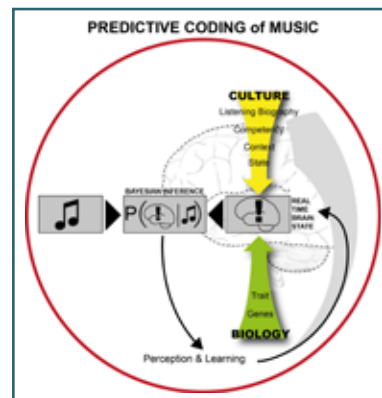 PREDICTIVE CODING of MUSIC
CULTURE
Listening Biography
Competency
Context
State
BAYESIAN INFERENCE
P( ! | ♫)
!
REAL
TIME
BRAIN
STATE
Trait
Genes
BIOLOGY
Perception & Learning